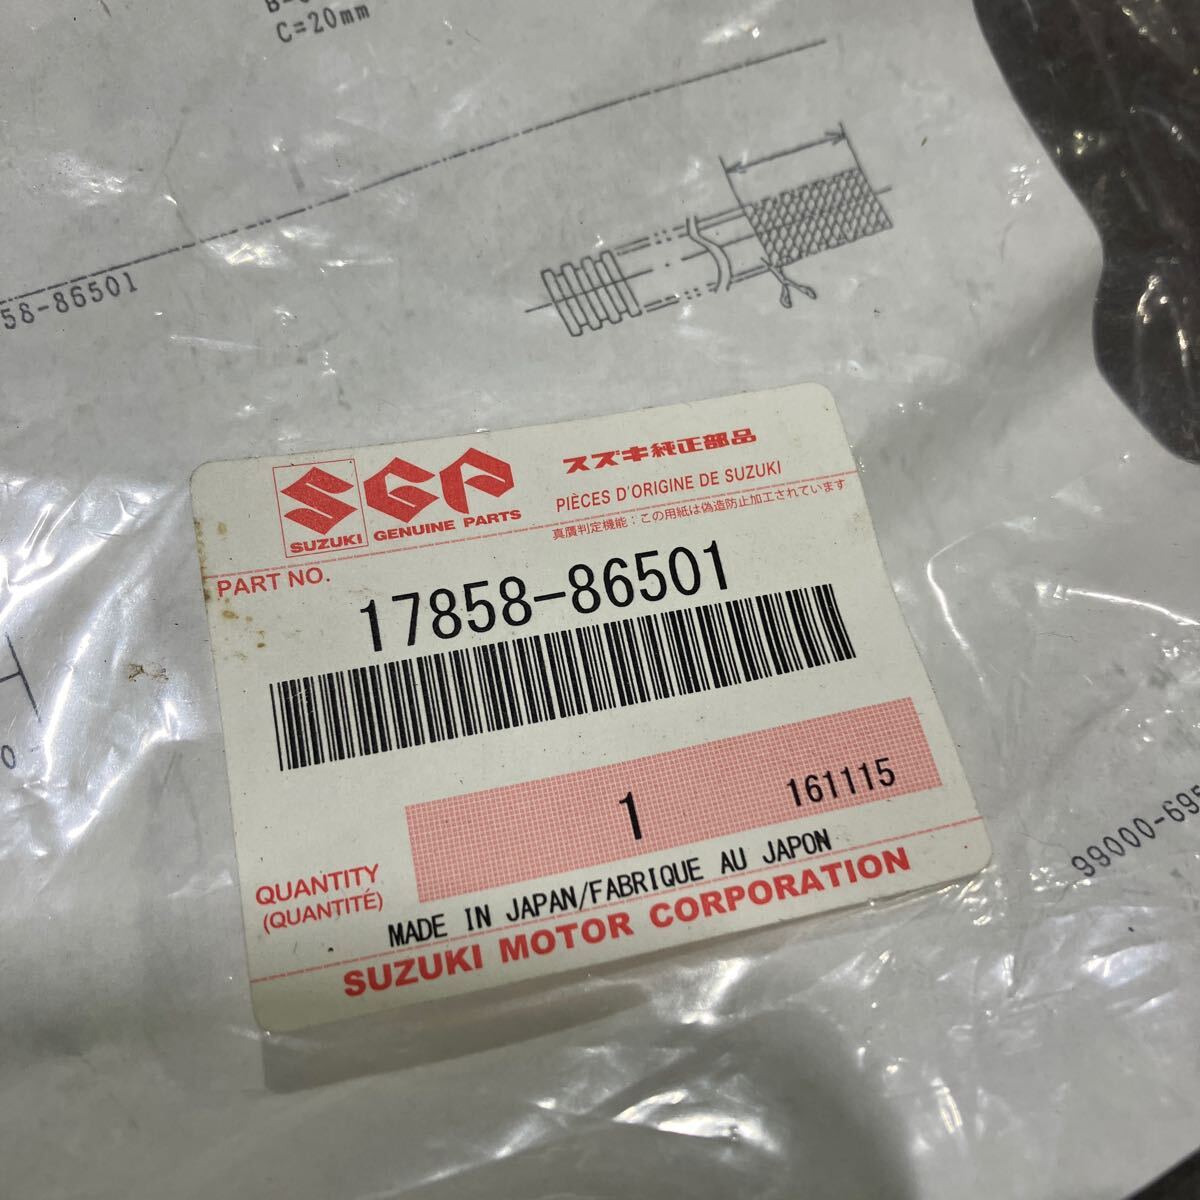 C=20mm
58-86501
SGP
スズキ純正部品
SUZUKI GENUINE PARTS
PIÈCES D'ORIGINE DE SUZUKI
真贋判定機能：この用紙は偽造防止加工されています
PART NO.
17858-86501
1
161115
QUANTITY
(QUANTITÉ)
MADE IN JAPAN/FABRIQUE AU JAPON
SUZUKI MOTOR CORPORATION
99000-695